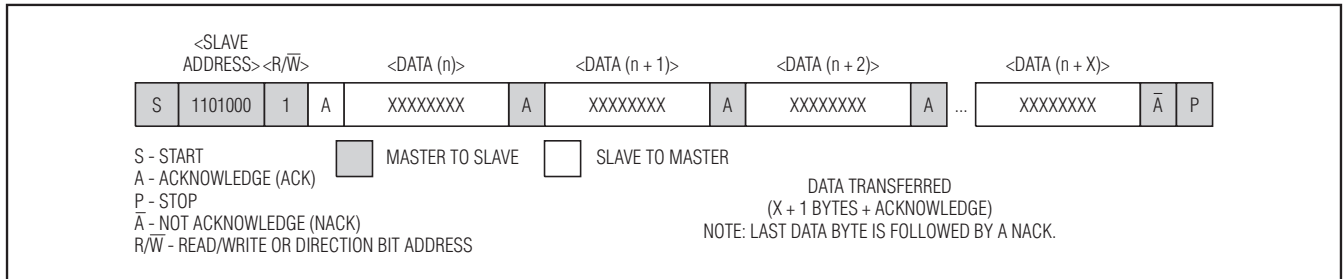 <SLAVE
ADDRESS> <R/W̅> <DATA (n)> <DATA (n + 1)> <DATA (n + 2)> <DATA (n + X)>
S 1101000 1 A XXXXXXXX A XXXXXXXX A XXXXXXXX A ... XXXXXXXX A̅ P
S - START
MASTER TO SLAVE
SLAVE TO MASTER
A - ACKNOWLEDGE (ACK)
P - STOP
A̅ - NOT ACKNOWLEDGE (NACK)
R/W̅ - READ/WRITE OR DIRECTION BIT ADDRESS
DATA TRANSFERRED
(X + 1 BYTES + ACKNOWLEDGE)
NOTE: LAST DATA BYTE IS FOLLOWED BY A NACK.